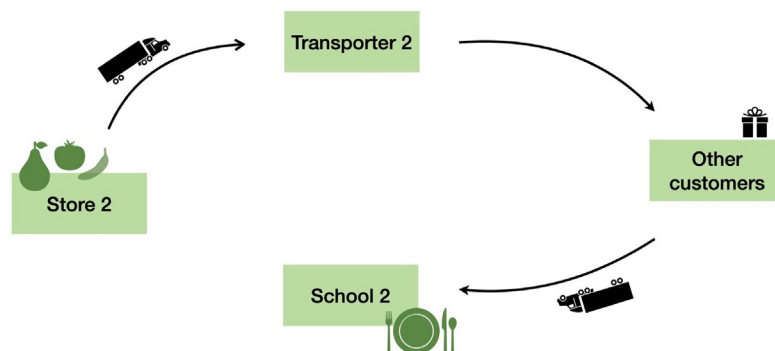 Transporter 2
Other
customers
Store 2
School 2